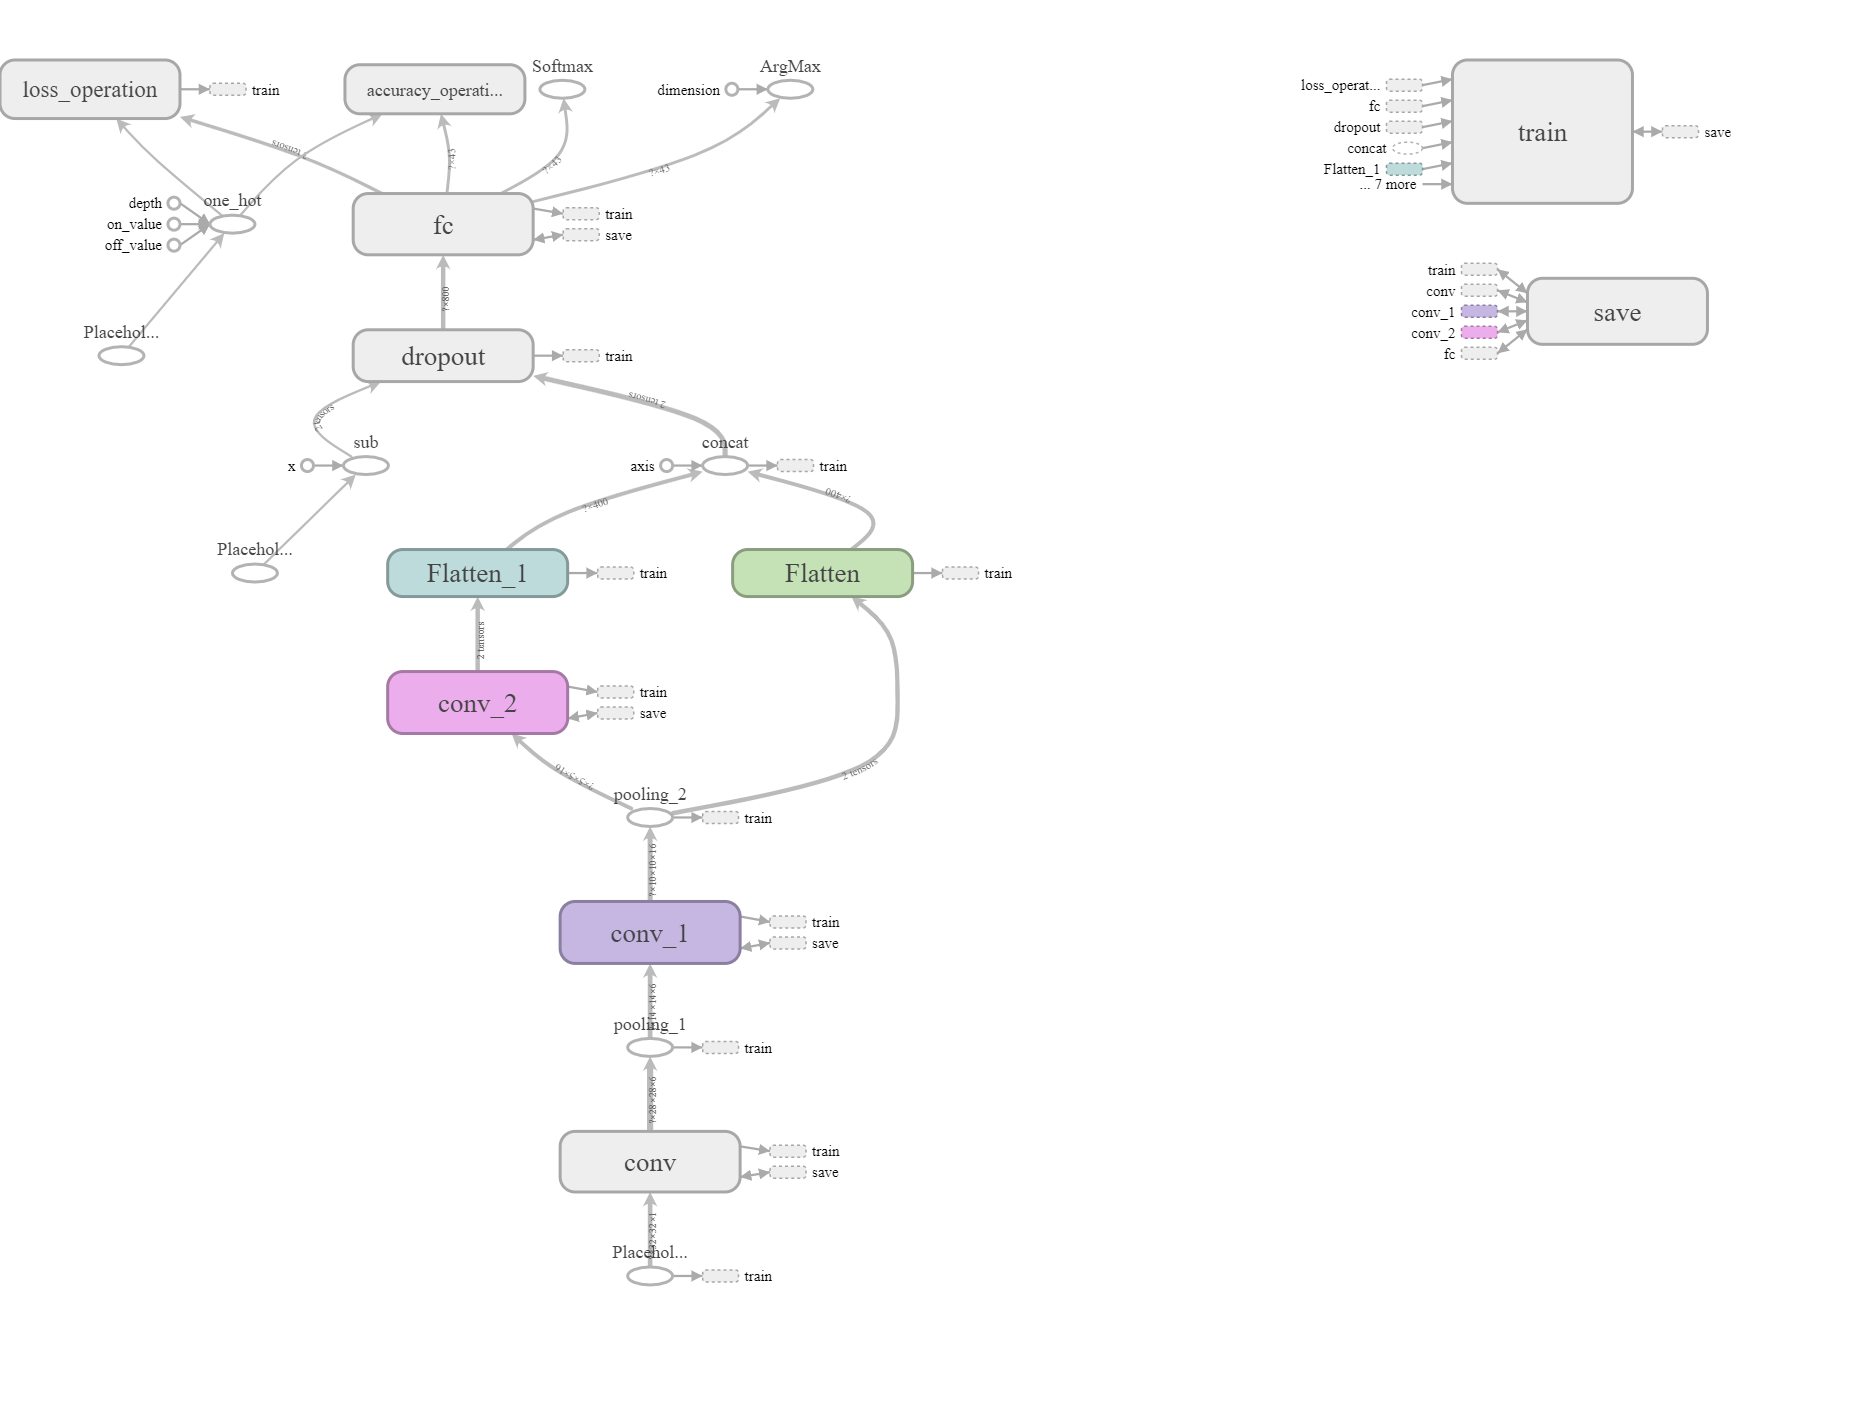 Softmax
ArgMax
loss_operation
train
accuracy_operati...
dimension
tensors
?×43
?×43
?×43
depth
one_hot
on_value
off_value
fc
train
save
?×800
Placehol...
dropout
train
2 tensors
tensors
sub
x
concat
axis
train
?×400
?×400
Placehol...
Flatten_1
train
Flatten
train
2 tensors
conv_2
train
save
?×5×5×16
2 tensors
pooling_2
train
?×10×10×16
conv_1
train
save
14×14×6
pooling_1
train
?×28×28×6
conv
train
save
32×32×1
Placehol...
train
loss_operat...
fc
dropout
concat
Flatten_1
... 7 more
train
save
train
conv
conv_1
conv_2
fc
save